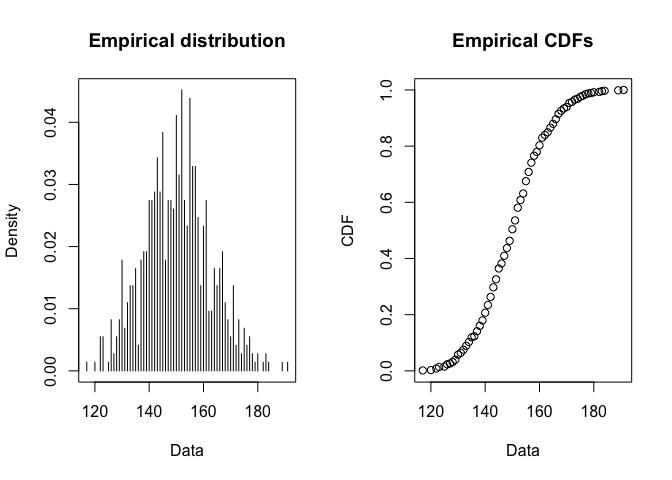 Empirical distribution
Density
0.00 0.01 0.02 0.03 0.04
120 140 160 180
Data
Empirical CDFs
CDF
0.0 0.2 0.4 0.6 0.8 1.0
120 140 160 180
Data